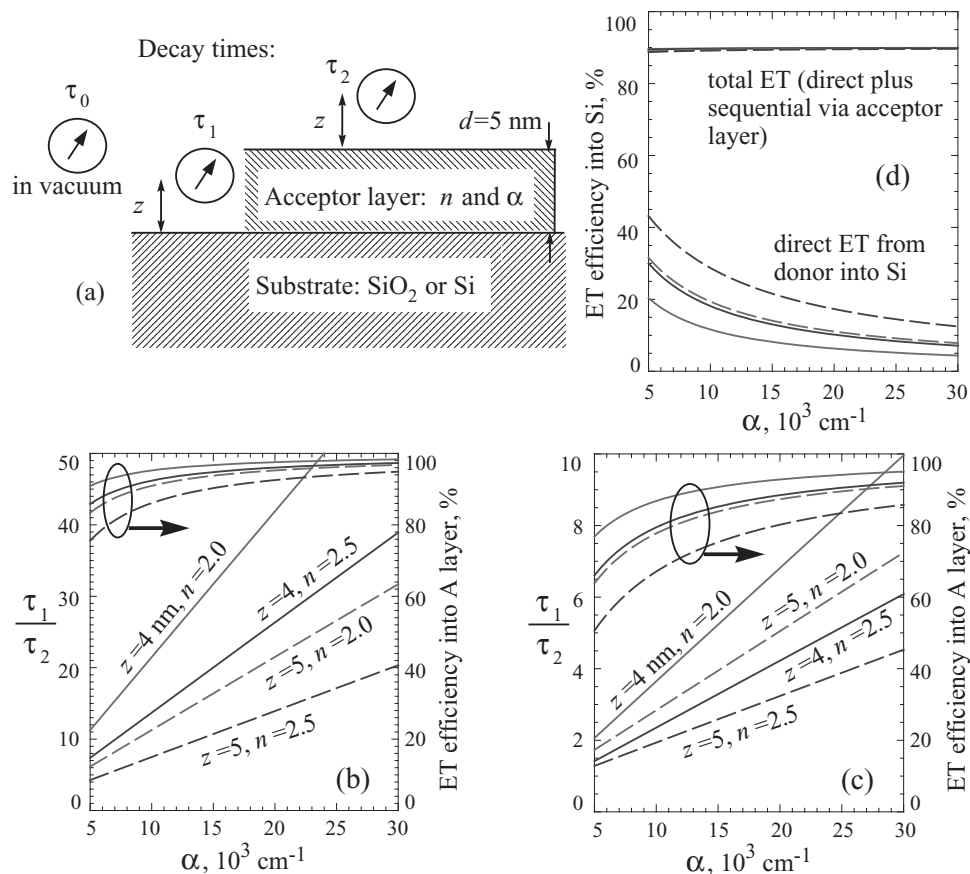 (a)
Decay times:
τ0
in vacuum
z
τ1
τ2
z
d=5 nm
Acceptor layer: n and α
Substrate: SiO2 or Si
ET efficiency into Si, %
100
80
60
40
20
0
total ET (direct plus
sequential via acceptor
layer)
(d)
direct ET from
donor into Si
5 10 15 20 25 30
α, 10^3 cm^-1
τ1
τ2
50
40
30
20
10
0
z=4 nm, n=2.0
z=4, n=2.5
z=5, n=2.0
z=5, n=2.5
(b)
100
80
60
40
20
0
ET efficiency into A layer, %
5 10 15 20 25 30
α, 10^3 cm^-1
τ1
τ2
10
8
6
4
2
0
z=4 nm, n=2.0
z=5, n=2.0
z=4, n=2.5
z=5, n=2.5
(c)
100
80
60
40
20
0
ET efficiency into A layer, %
5 10 15 20 25 30
α, 10^3 cm^-1